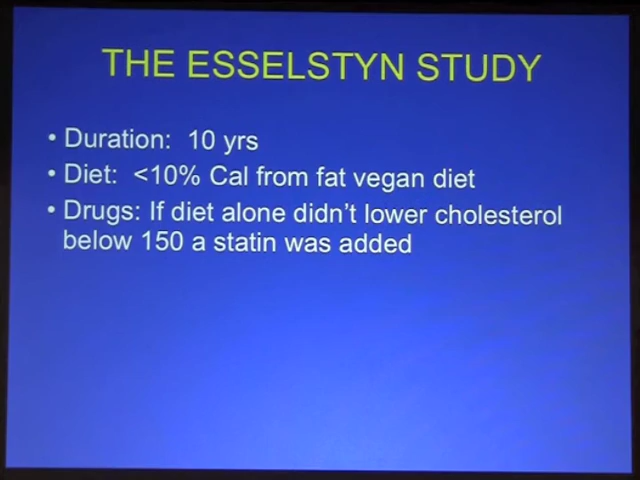 THE ESSELSTYN STUDY
• Duration:  10 yrs
• Diet:  <10% Cal from fat vegan diet
• Drugs: If diet alone didn't lower cholesterol
below 150 a statin was added